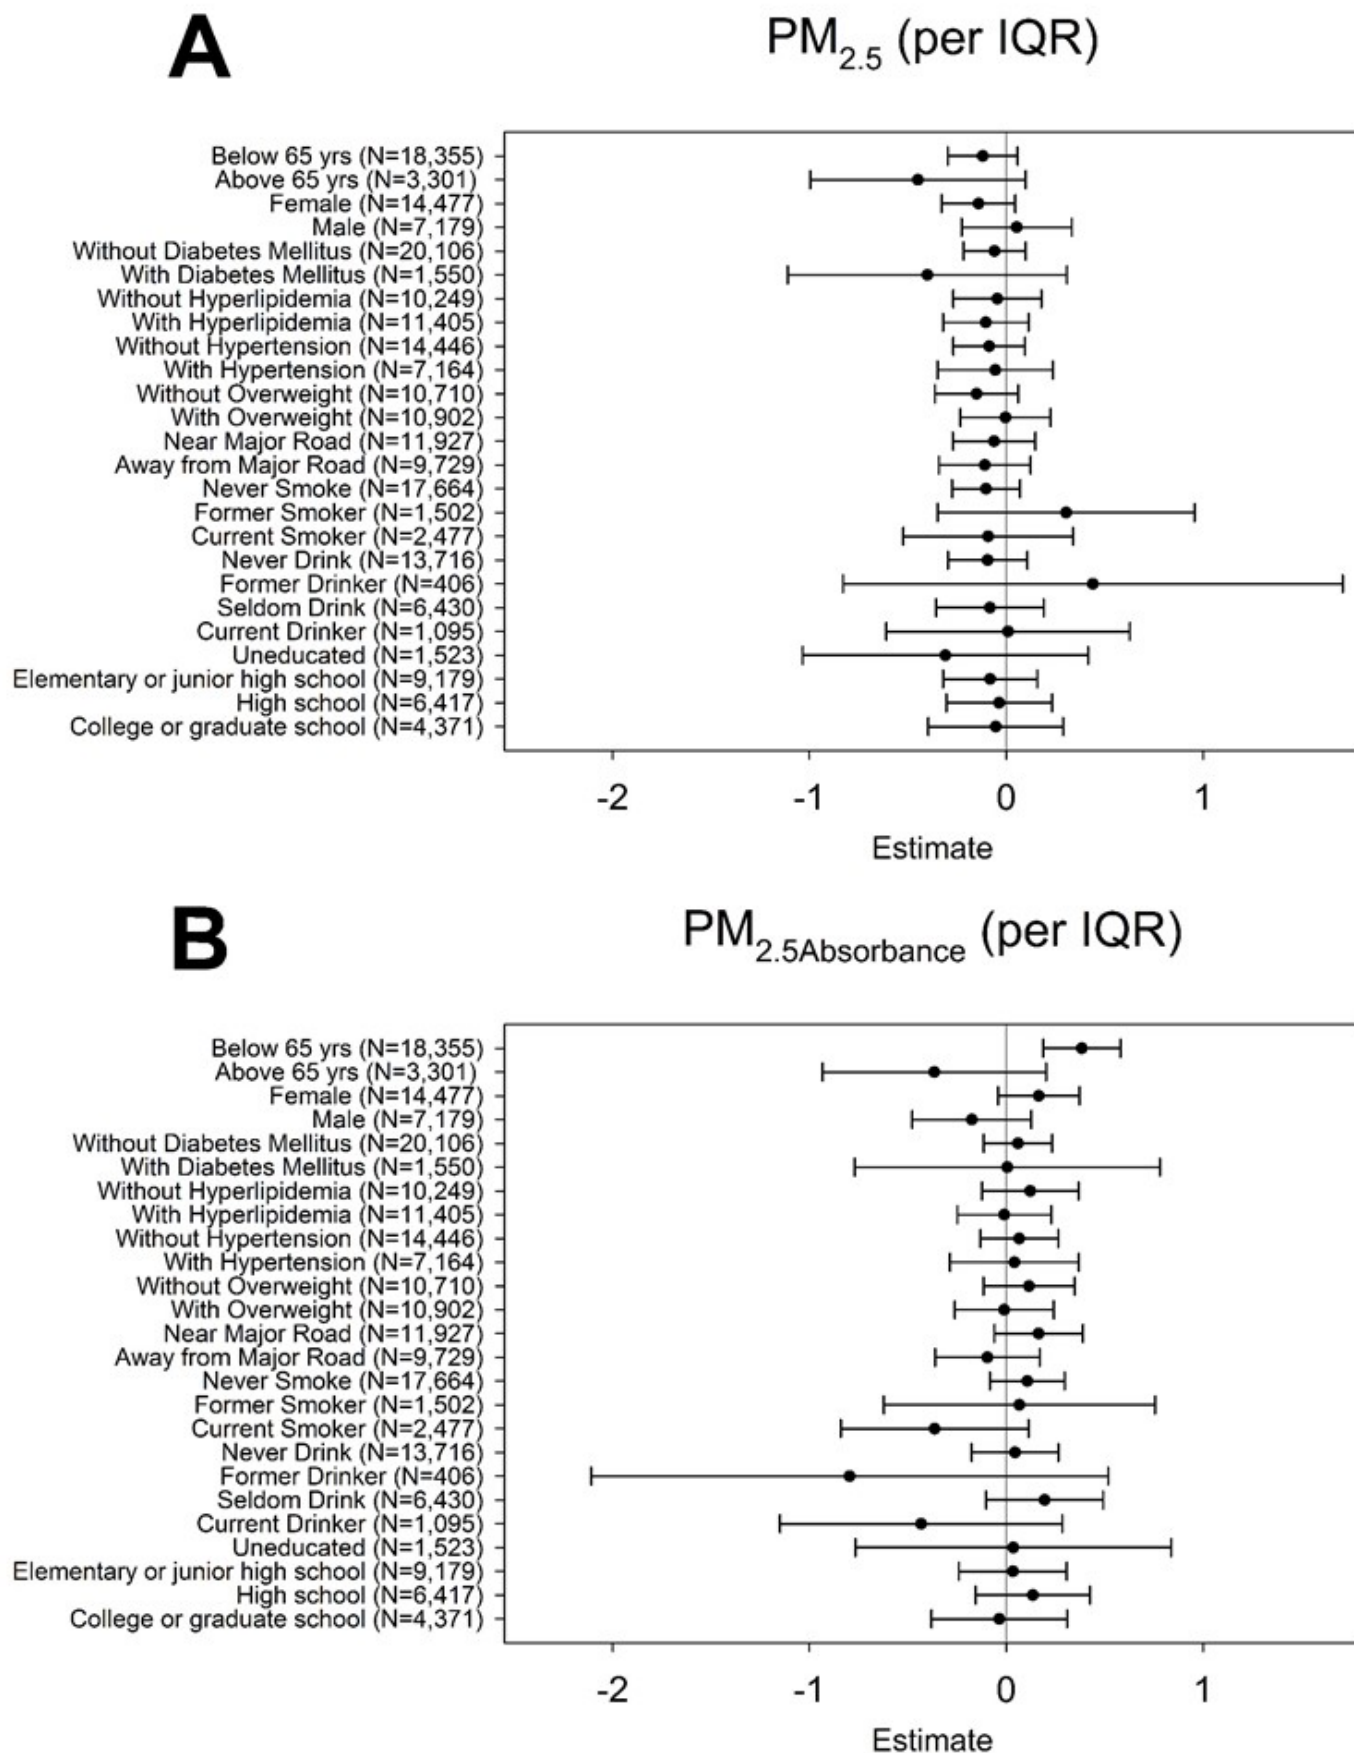 A
PM2.5 (per IQR)
Below 65 yrs (N=18,355)
Above 65 yrs (N=3,301)
Female (N=14,477)
Male (N=7,179)
Without Diabetes Mellitus (N=20,106)
With Diabetes Mellitus (N=1,550)
Without Hyperlipidemia (N=10,249)
With Hyperlipidemia (N=11,405)
Without Hypertension (N=14,446)
With Hypertension (N=7,164)
Without Overweight (N=10,710)
With Overweight (N=10,902)
Near Major Road (N=11,927)
Away from Major Road (N=9,729)
Never Smoke (N=17,664)
Former Smoker (N=1,502)
Current Smoker (N=2,477)
Never Drink (N=13,716)
Former Drinker (N=406)
Seldom Drink (N=6,430)
Current Drinker (N=1,095)
Uneducated (N=1,523)
Elementary or junior high school (N=9,179)
High school (N=6,417)
College or graduate school (N=4,371)
-2 -1 0 1
Estimate
B
PM2.5Absorbance (per IQR)
Below 65 yrs (N=18,355)
Above 65 yrs (N=3,301)
Female (N=14,477)
Male (N=7,179)
Without Diabetes Mellitus (N=20,106)
With Diabetes Mellitus (N=1,550)
Without Hyperlipidemia (N=10,249)
With Hyperlipidemia (N=11,405)
Without Hypertension (N=14,446)
With Hypertension (N=7,164)
Without Overweight (N=10,710)
With Overweight (N=10,902)
Near Major Road (N=11,927)
Away from Major Road (N=9,729)
Never Smoke (N=17,664)
Former Smoker (N=1,502)
Current Smoker (N=2,477)
Never Drink (N=13,716)
Former Drinker (N=406)
Seldom Drink (N=6,430)
Current Drinker (N=1,095)
Uneducated (N=1,523)
Elementary or junior high school (N=9,179)
High school (N=6,417)
College or graduate school (N=4,371)
-2 -1 0 1
Estimate